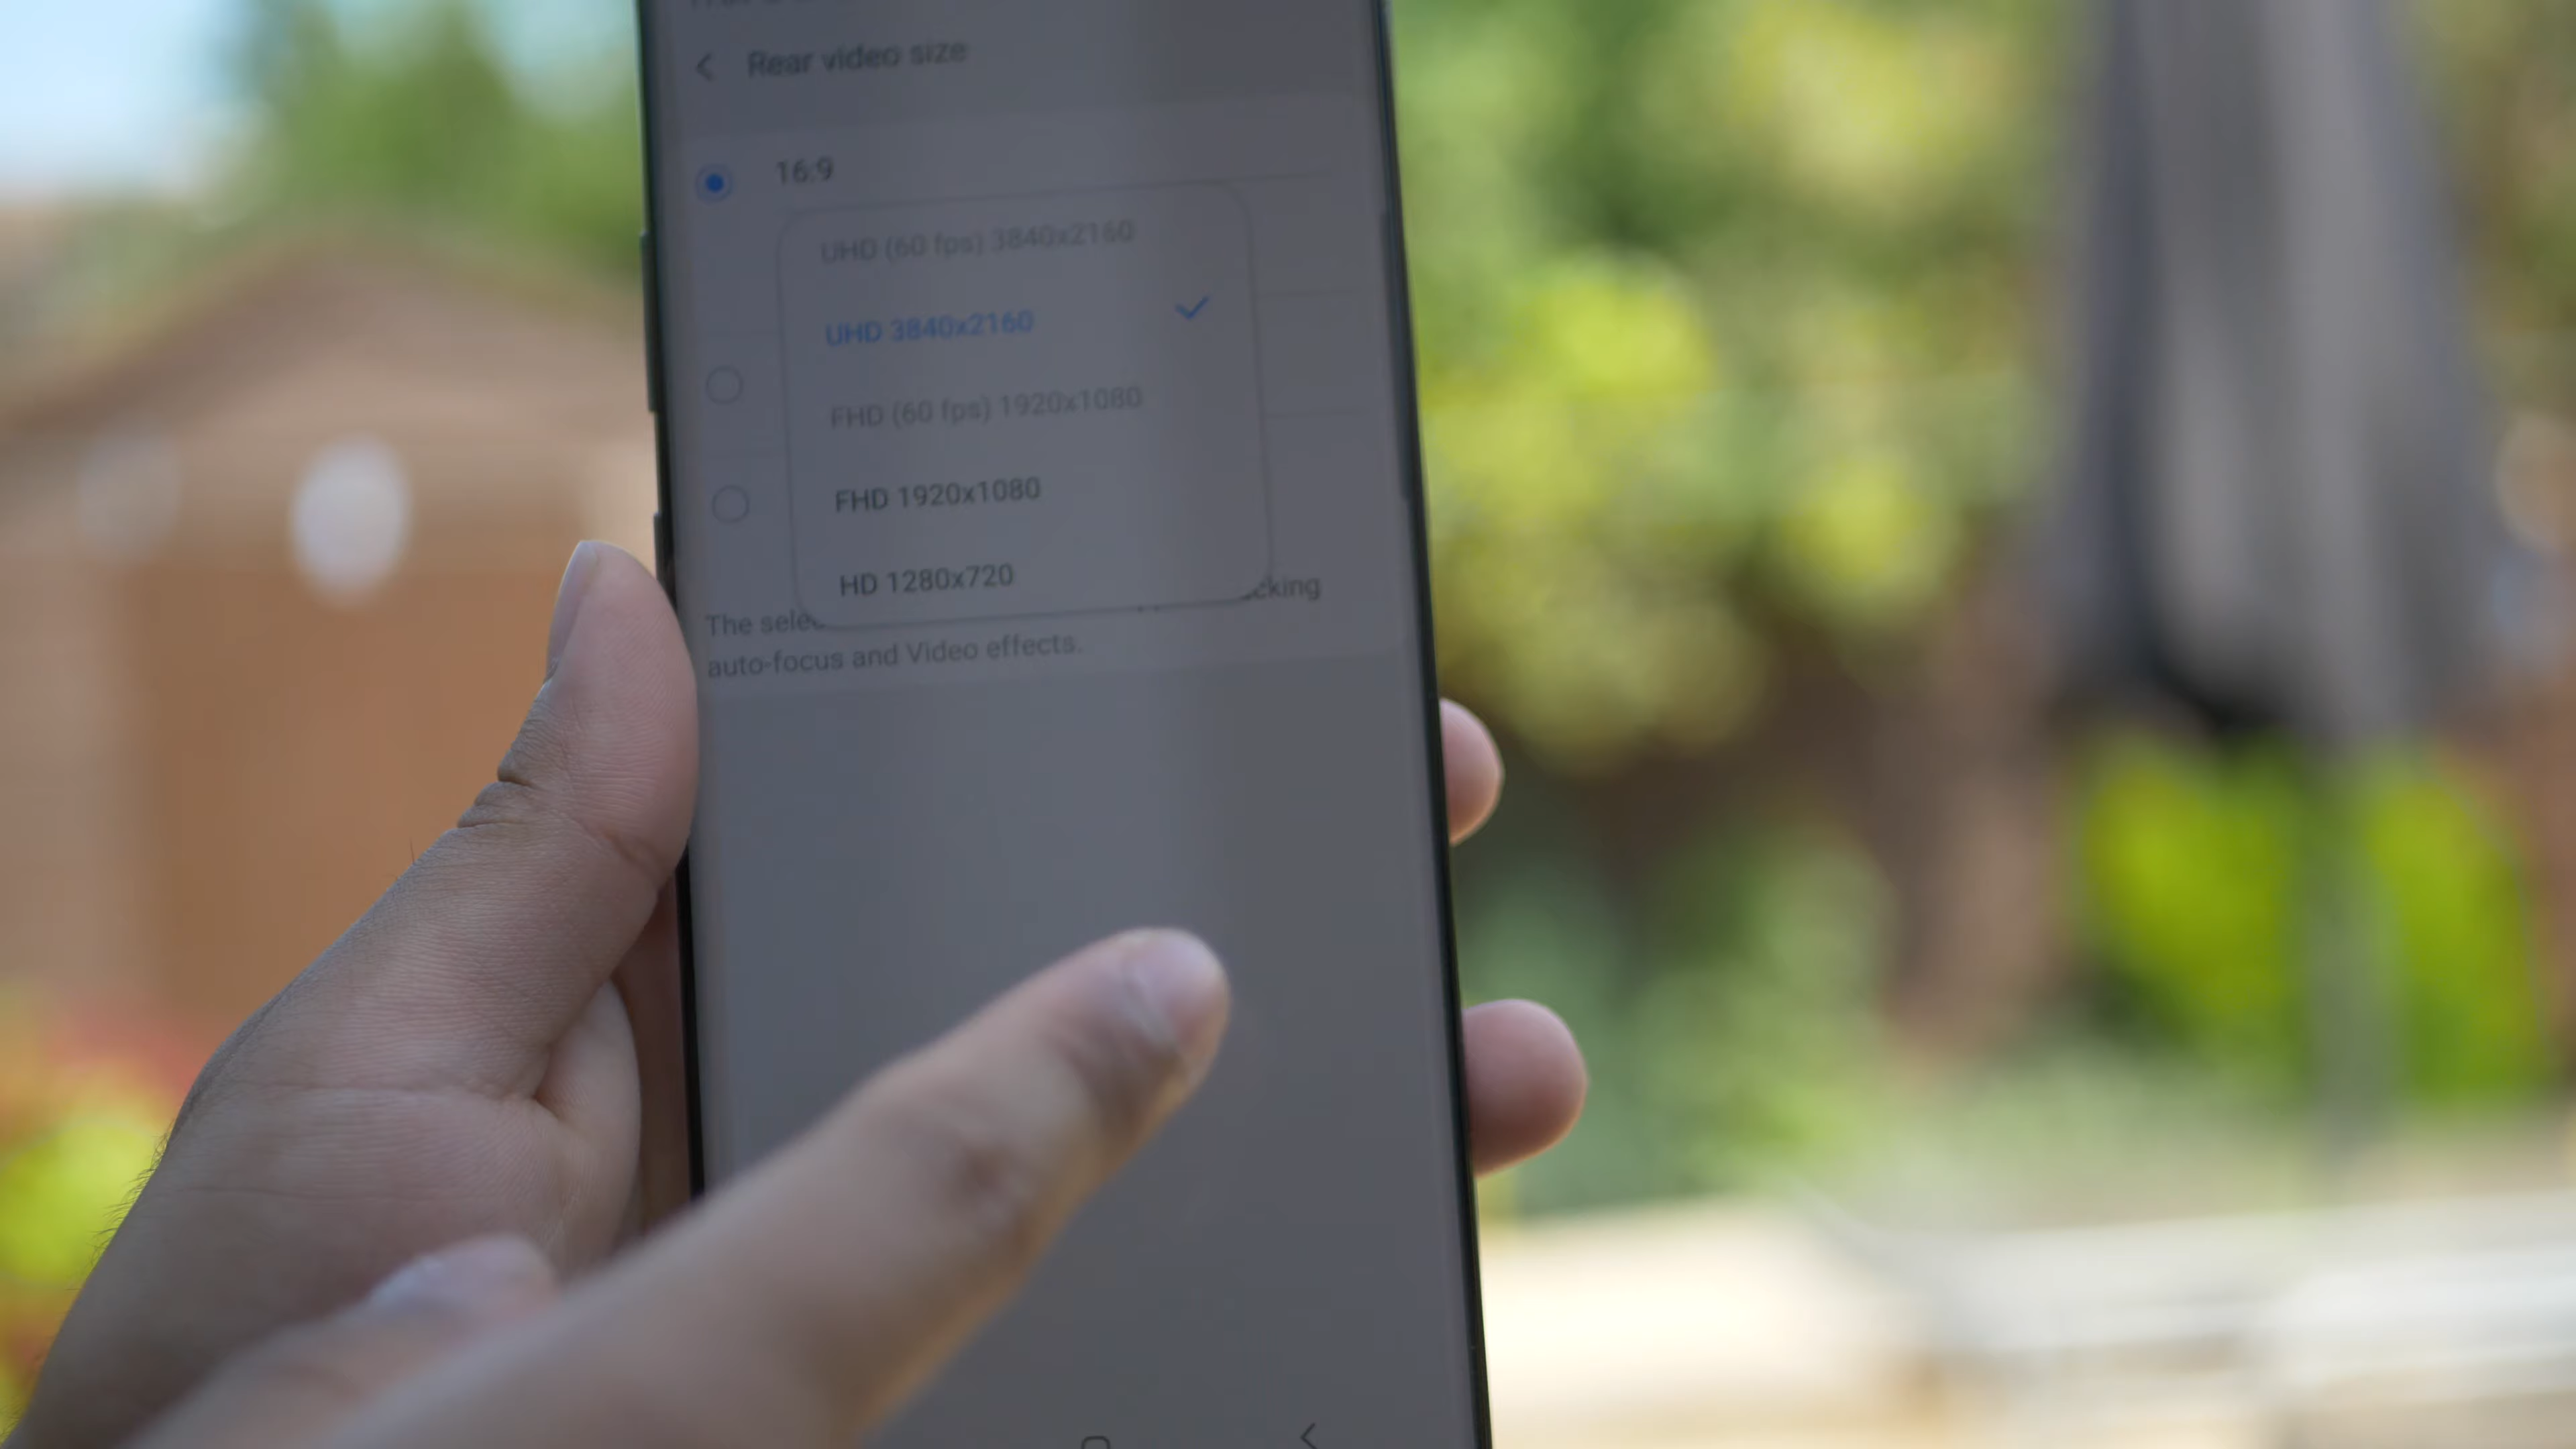 Rear video size
16:9
UHD (60 fps) 3840x2160
UHD 3840x2160
FHD (60 fps) 1920x1080
FHD 1920x1080
HD 1280x720
The
auto-focus and Video effects.